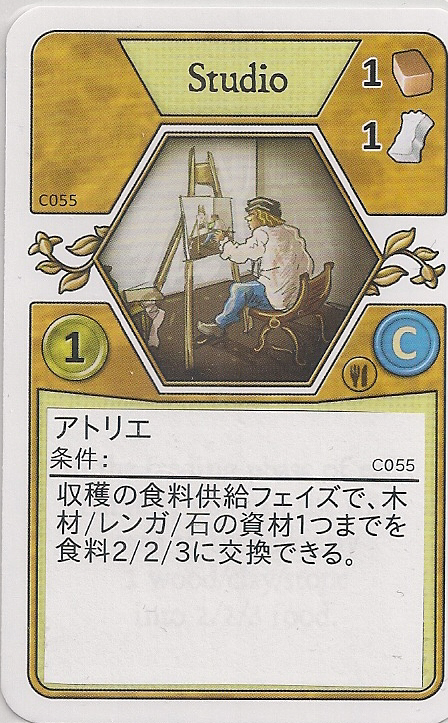 Studio
1
1
C055
1
C
アトリエ
条件:
C055
収穫の食料供給フェイズで、木
材/レンガ/石の資材1つまでを
食料2/2/3に交換できる。